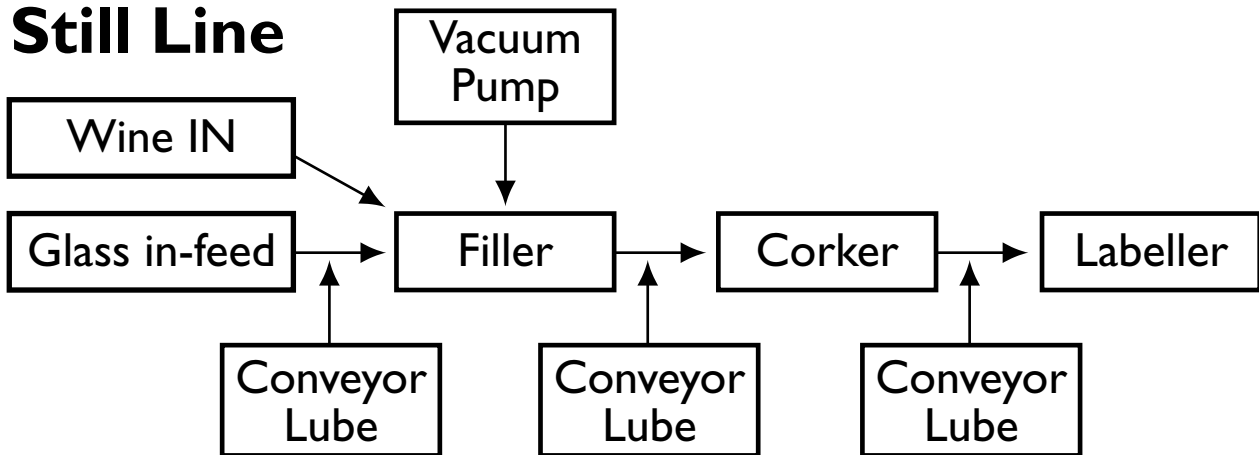 Still Line
Vacuum
Pump
Wine IN
Glass in-feed
Filler
Corker
Labeller
Conveyor
Lube
Conveyor
Lube
Conveyor
Lube